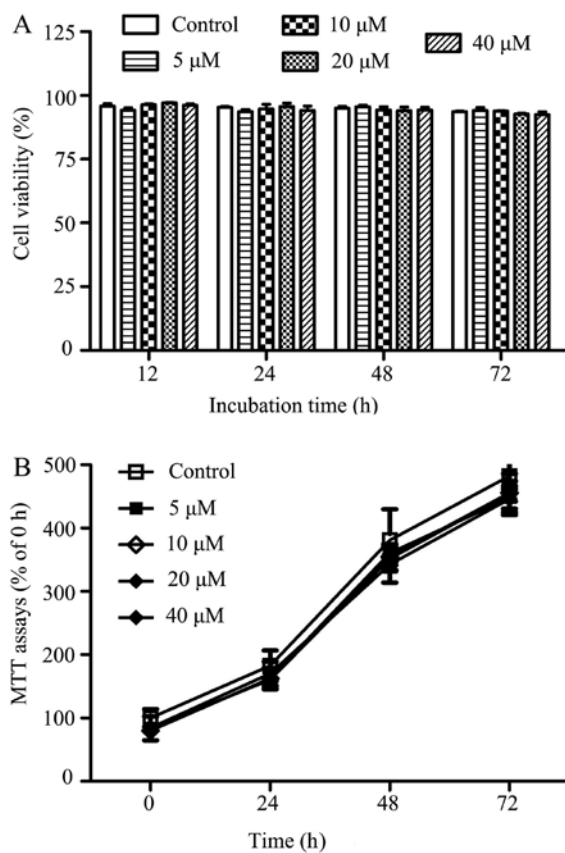 A
Control
10 μM
40 μM
5 μM
20 μM
125
100
75
50
25
0
Cell viability (%)
12 24 48 72
Incubation time (h)
B
Control
5 μM
10 μM
20 μM
40 μM
500
400
300
200
100
0
MTT assays (% of 0 h)
0 24 48 72
Time (h)